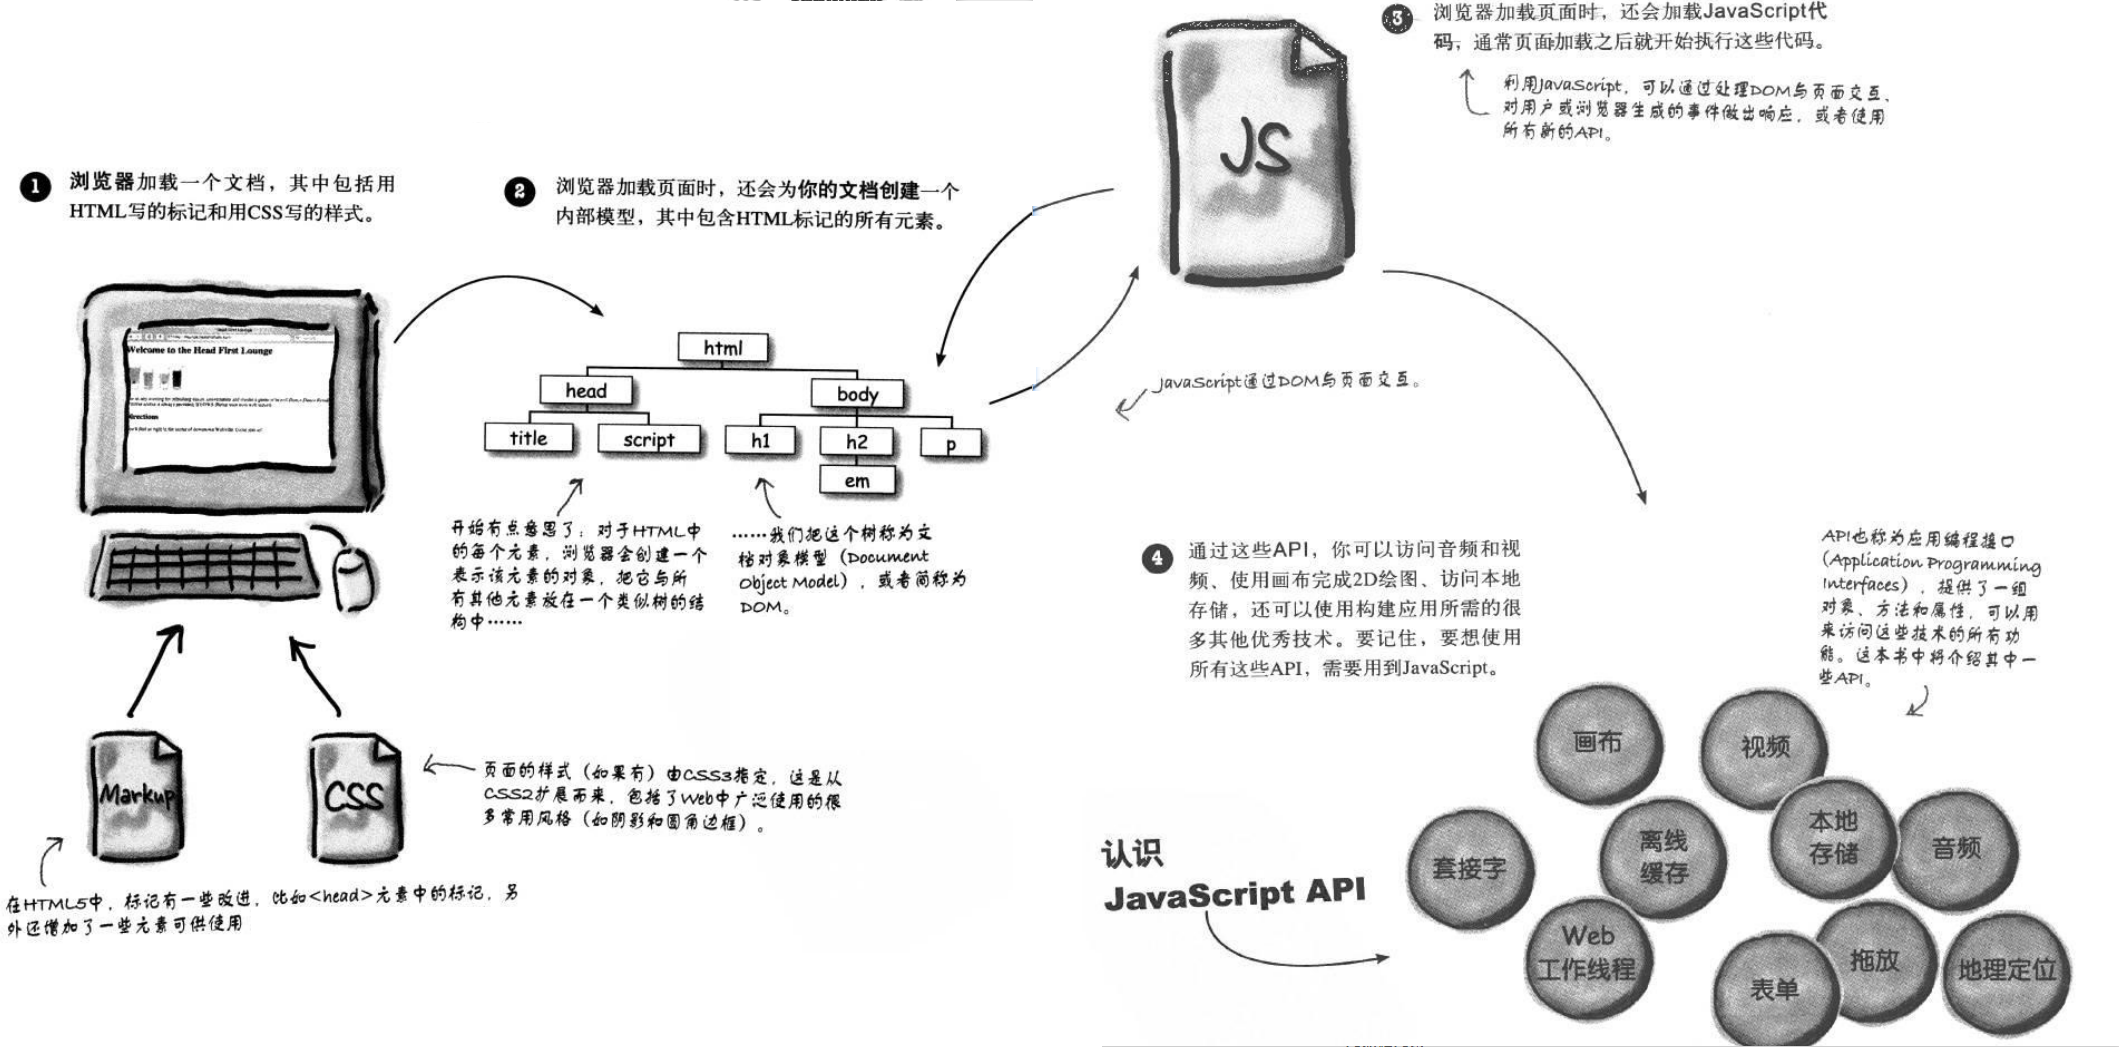 1
浏览器加载一个文档，其中包括用
HTML写的标记和用CSS写的样式。
Welcome to the Head First Lounge
Markup
CSS
在HTML5中，标记有一些改进，比如<head>元素中的标记，另
外还增加了一些元素可供使用
页面的样式（如果有）由CSS3指定，这是从
CSS2扩展而来，包括了Web中广泛使用的很
多常用风格（如阴影和圆角边框）。
2
浏览器加载页面时，还会为你的文档创建一个
内部模型，其中包含HTML标记的所有元素。
html
head
body
title
script
h1
h2
p
em
开始有点意思了：对于HTML中
的每个元素，浏览器会创建一个
表示该元素的对象，把它与所
有其他元素放在一个类似树的结
构中……
……我们把这个树称为文
档对象模型（Document
Object Model），或者简称为
DOM。
JS
3
浏览器加载页面时，还会加载JavaScript代
码，通常页面加载之后就开始执行这些代码。
利用JavaScript，可以通过处理DOM与页面交互、
对用户或浏览器生成的事件做出响应，或者使用
所有新的API。
JavaScript通过DOM与页面交互。
4
通过这些API，你可以访问音频和视
频、使用画布完成2D绘图、访问本地
存储，还可以使用构建应用所需的很
多其他优秀技术。要记住，要想使用
所有这些API，需要用到JavaScript。
API也称为应用编程接口
（Application Programming
Interfaces），提供了一组
对象、方法和属性，可以用
来访问这些技术的所有功
能。这本书中将介绍其中一
些API。
认识
JavaScript API
画布
视频
套接字
离线
缓存
本地
存储
音频
Web
工作线程
表单
拖放
地理定位